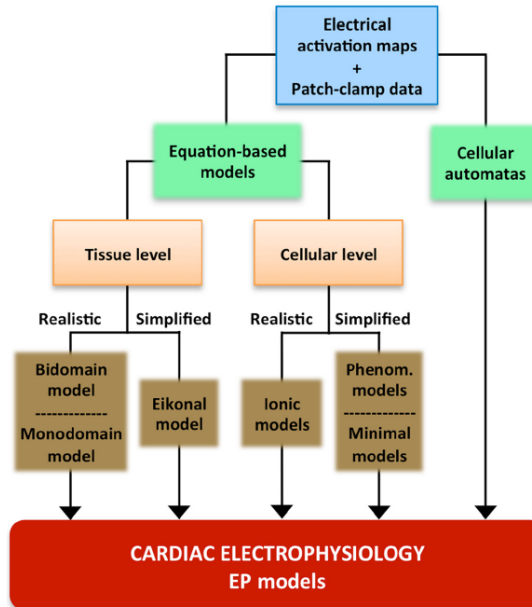 Electrical
activation maps
+
Patch-clamp data
Equation-based
models
Cellular
automatas
Tissue level
Cellular level
Realistic
Simplified
Realistic
Simplified
Bidomain
model
-------------
Monodomain
model
Eikonal
model
Ionic
models
Phenom.
models
-------------
Minimal
models
CARDIAC ELECTROPHYSIOLOGY
EP models